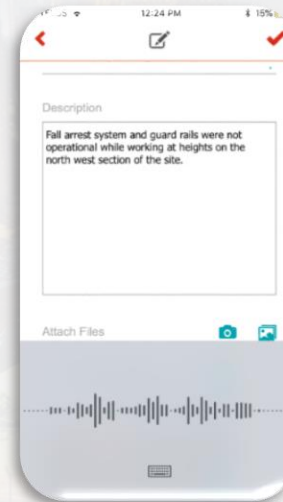 12:24 PM
15%
Description
Fall arrest system and guard rails were not
operational while working at heights on the
north west section of the site.
Attach Files